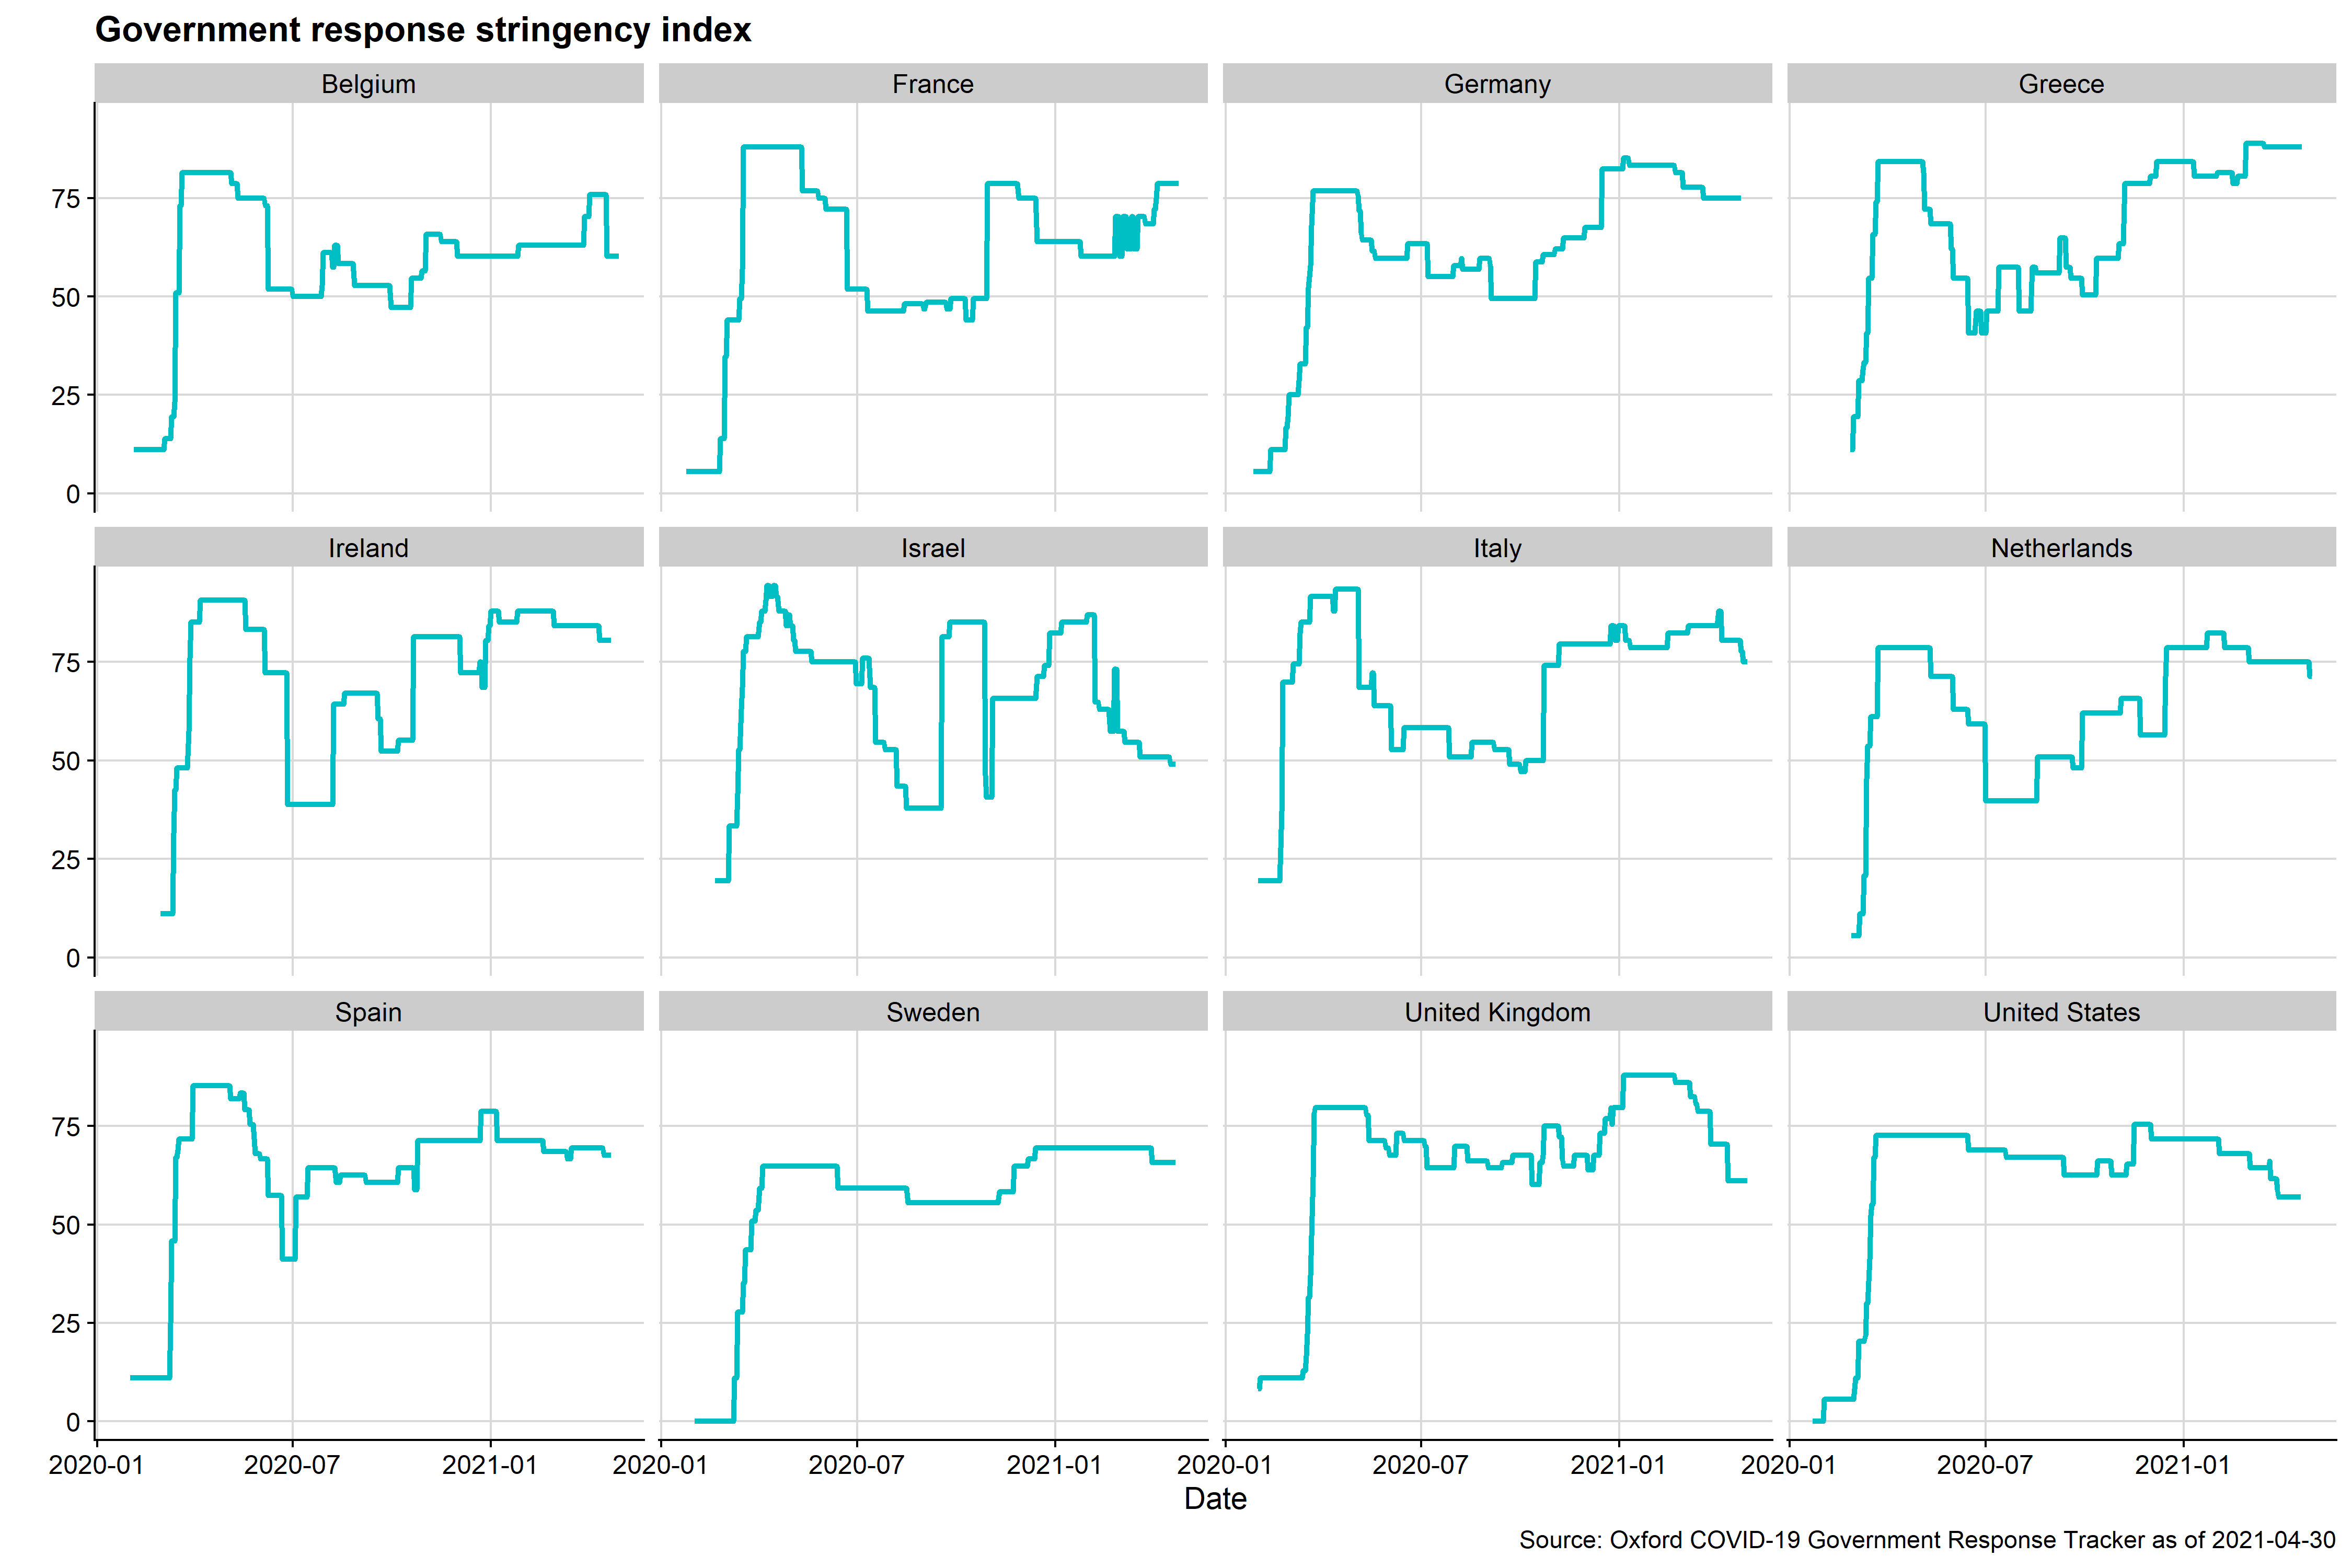 Government response stringency index
Belgium France Germany Greece
75
50
25
0
Ireland Israel Italy Netherlands
75
50
25
0
Spain Sweden United Kingdom United States
75
50
25
0
2020-01 2020-07 2021-01 2020-01 2020-07 2021-01 2020-01 2020-07 2021-01 2020-01 2020-07 2021-01
Date
Source: Oxford COVID-19 Government Response Tracker as of 2021-04-30